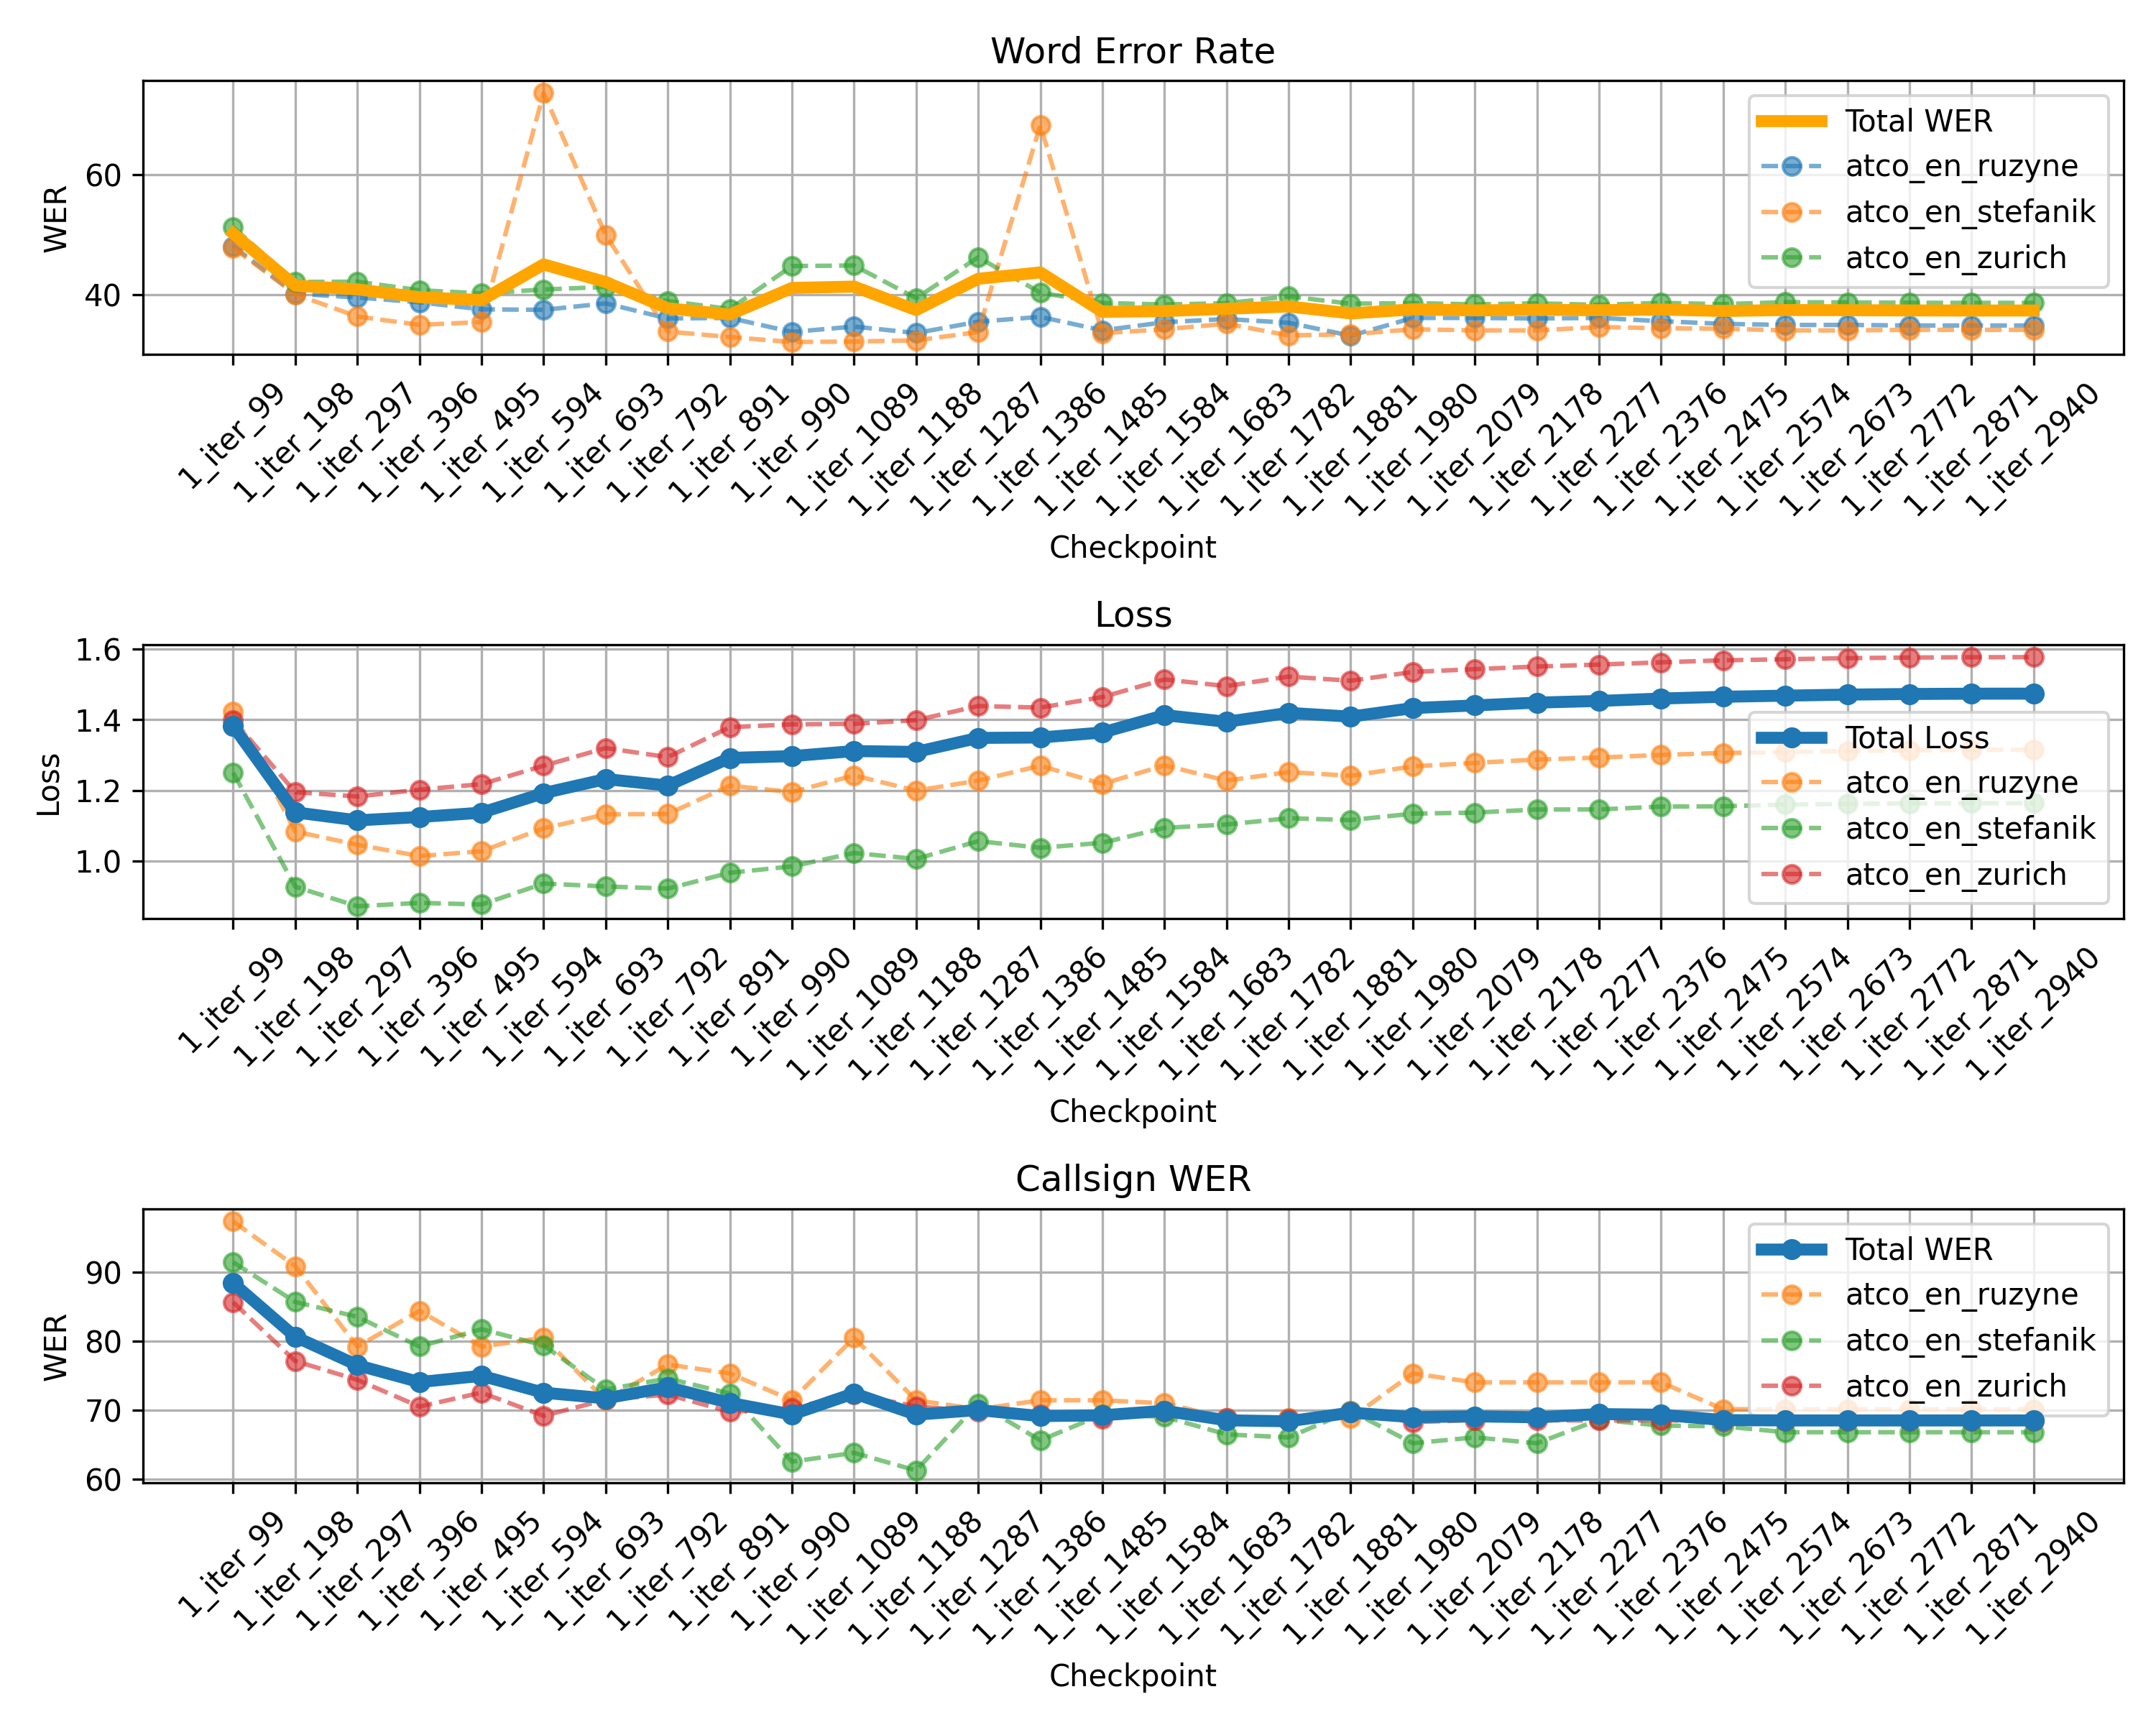 Word Error Rate
WER
60
40
Total WER
atco_en_ruzyne
atco_en_stefanik
atco_en_zurich
1_iter_99
1_iter_198
1_iter_297
1_iter_396
1_iter_495
1_iter_594
1_iter_693
1_iter_792
1_iter_891
1_iter_990
1_iter_1089
1_iter_1188
1_iter_1287
1_iter_1386
1_iter_1485
1_iter_1584
1_iter_1683
1_iter_1782
1_iter_1881
1_iter_1980
1_iter_2079
1_iter_2178
1_iter_2277
1_iter_2376
1_iter_2475
1_iter_2574
1_iter_2673
1_iter_2772
1_iter_2871
1_iter_2940
Checkpoint
Loss
Loss
1.6
1.4
1.2
1.0
Total Loss
atco_en_ruzyne
atco_en_stefanik
atco_en_zurich
1_iter_99
1_iter_198
1_iter_297
1_iter_396
1_iter_495
1_iter_594
1_iter_693
1_iter_792
1_iter_891
1_iter_990
1_iter_1089
1_iter_1188
1_iter_1287
1_iter_1386
1_iter_1485
1_iter_1584
1_iter_1683
1_iter_1782
1_iter_1881
1_iter_1980
1_iter_2079
1_iter_2178
1_iter_2277
1_iter_2376
1_iter_2475
1_iter_2574
1_iter_2673
1_iter_2772
1_iter_2871
1_iter_2940
Checkpoint
Callsign WER
WER
90
80
70
60
Total WER
atco_en_ruzyne
atco_en_stefanik
atco_en_zurich
1_iter_99
1_iter_198
1_iter_297
1_iter_396
1_iter_495
1_iter_594
1_iter_693
1_iter_792
1_iter_891
1_iter_990
1_iter_1089
1_iter_1188
1_iter_1287
1_iter_1386
1_iter_1485
1_iter_1584
1_iter_1683
1_iter_1782
1_iter_1881
1_iter_1980
1_iter_2079
1_iter_2178
1_iter_2277
1_iter_2376
1_iter_2475
1_iter_2574
1_iter_2673
1_iter_2772
1_iter_2871
1_iter_2940
Checkpoint